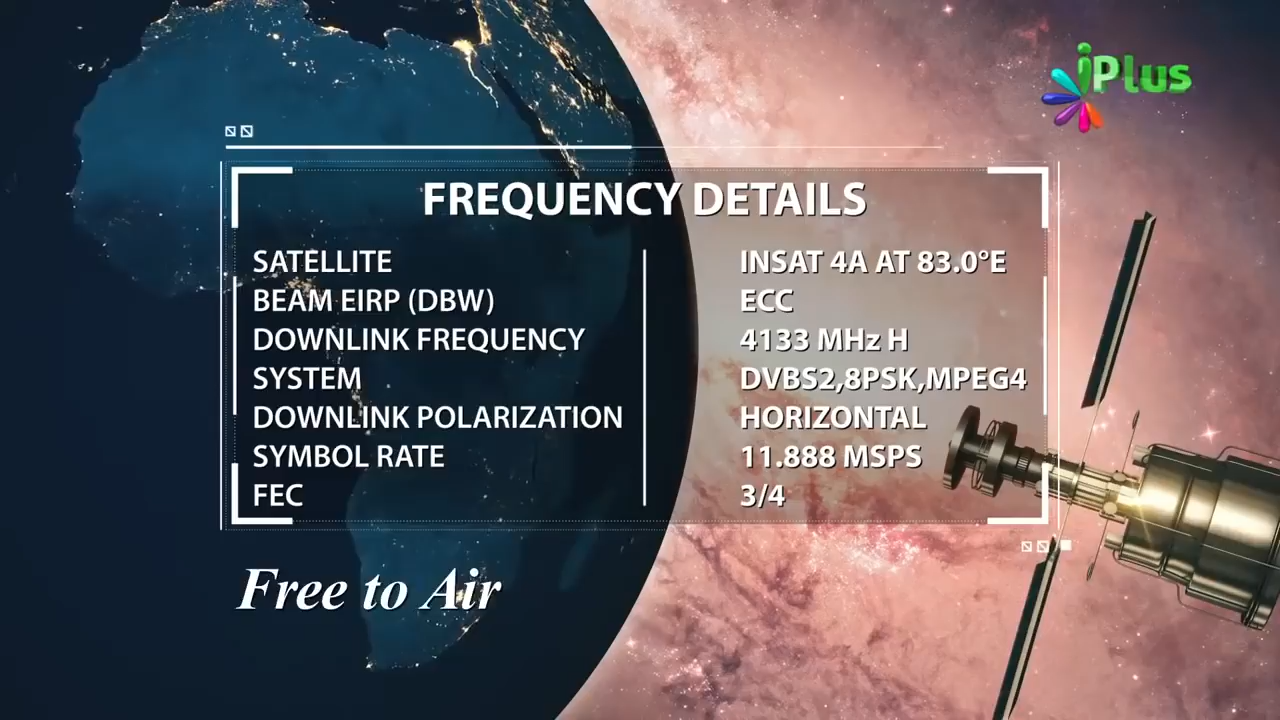 iPlus
FREQUENCY DETAILS
SATELLITE INSAT 4A AT 83.0°E
BEAM EIRP (DBW) ECC
DOWNLINK FREQUENCY 4133 MHz H
SYSTEM DVBS2,8PSK,MPEG4
DOWNLINK POLARIZATION HORIZONTAL
SYMBOL RATE 11.888 MSPS
FEC 3/4
Free to Air